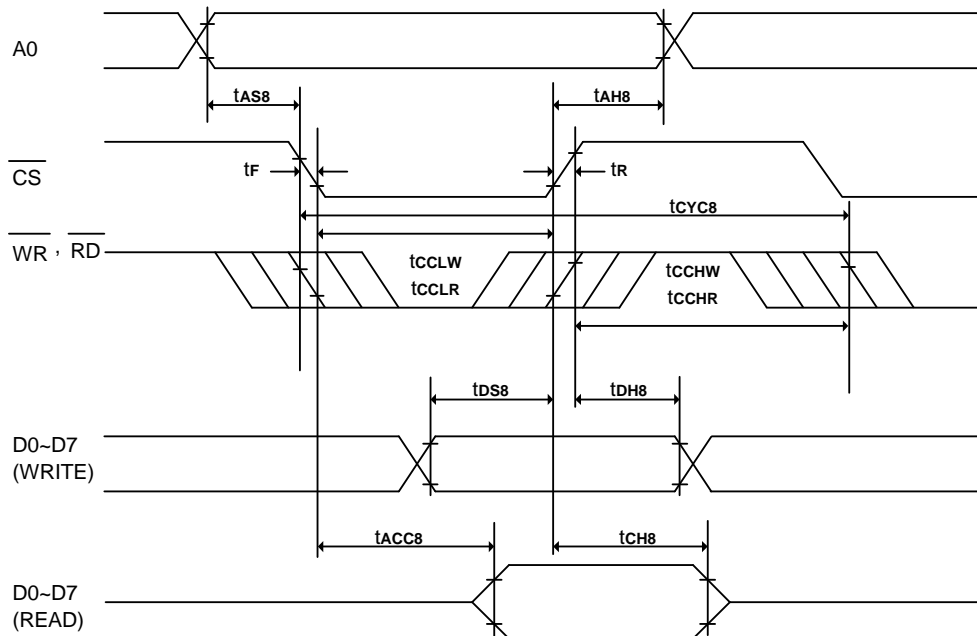 A0
tAS8
tAH8
CS
tF
tR
tCYC8
WR , RD
tCCLW
tCCLR
tCCHW
tCCHR
tDS8
tDH8
D0~D7
(WRITE)
tACC8
tCH8
D0~D7
(READ)